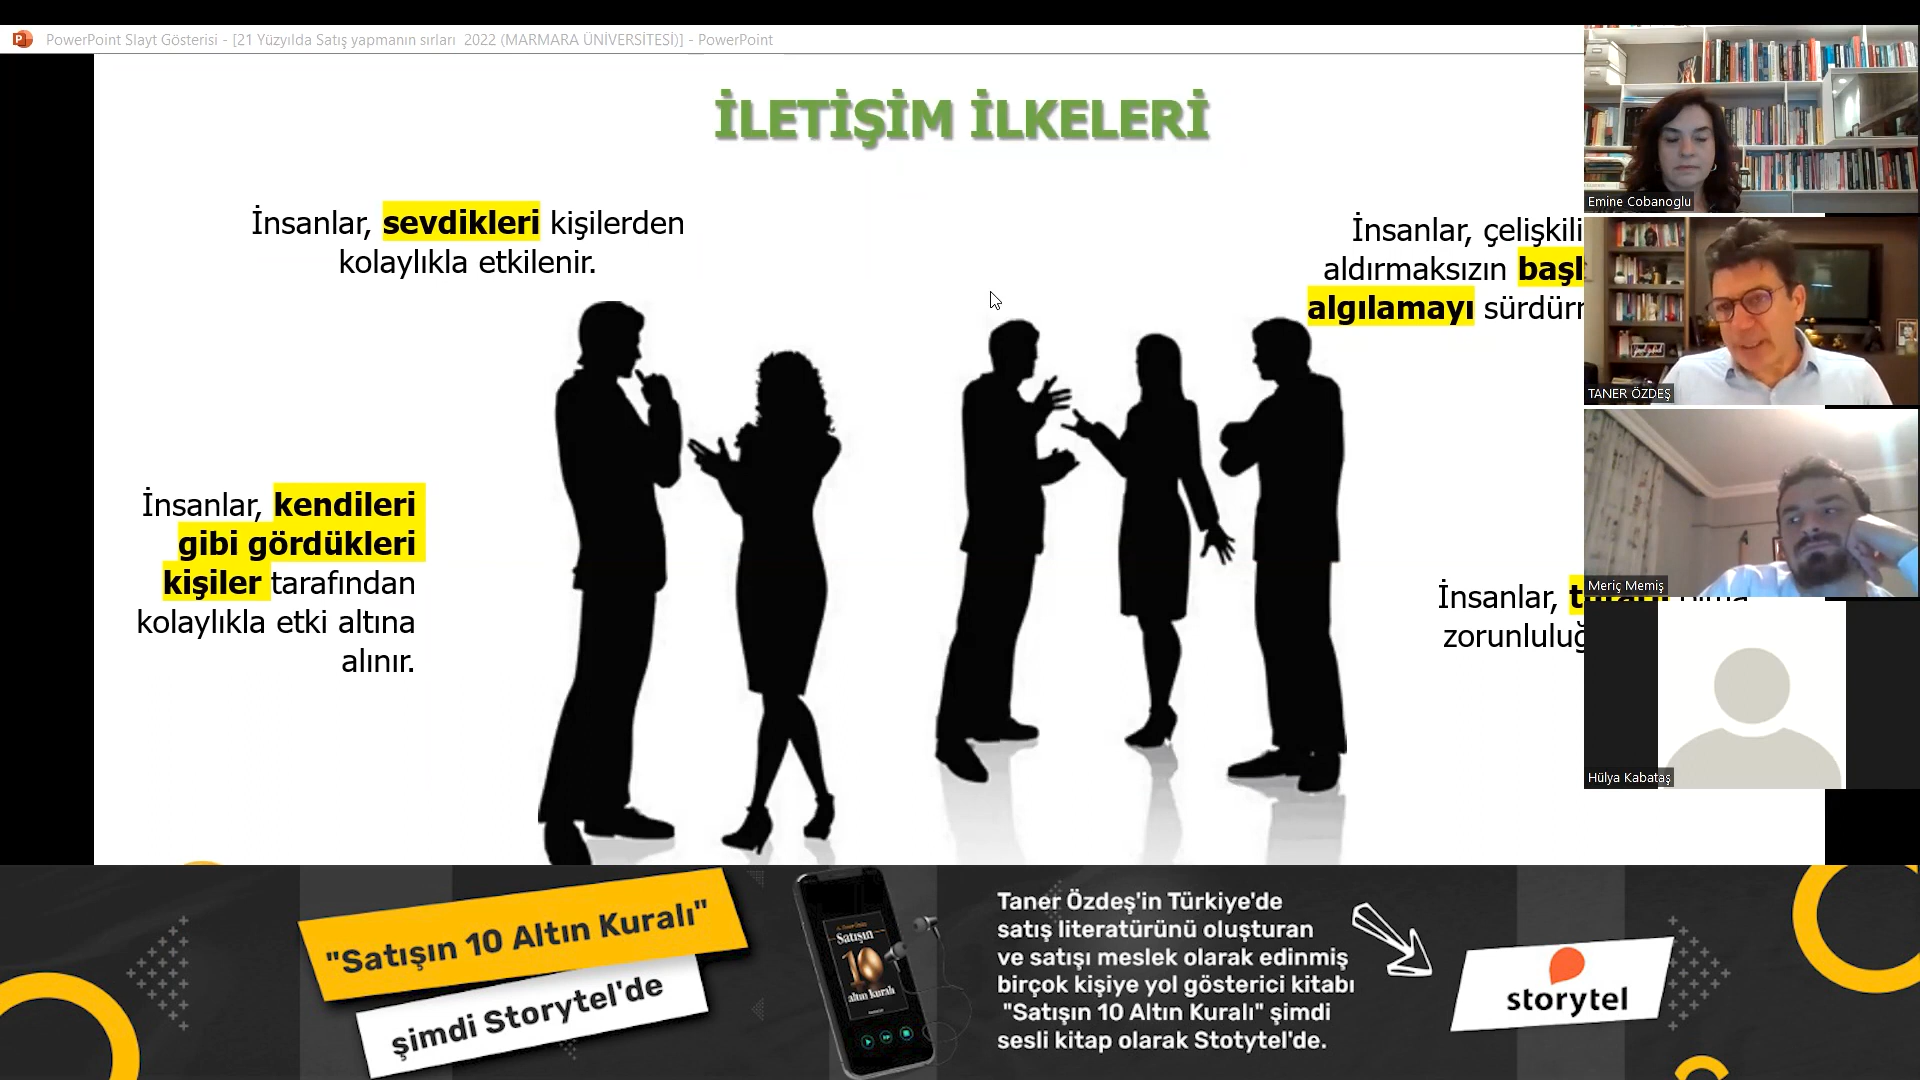 PowerPoint Slayt Gösterisi - [21 Yüzyılda Satış yapmanın sırları 2022 (MARMARA ÜNİVERSİTESİ)] - PowerPoint
İLETİŞİM İLKELERİ
İnsanlar, sevdikleri kişilerden
kolaylıkla etkilenir.
İnsanlar, çelişkili
aldırmaksızın
algılamayı
İnsanlar, kendileri
gibi gördükleri
kişiler tarafından
kolaylıkla etki altına
alınır.
İnsanlar,
Emine Cobanoglu
TANER ÖZDEŞ
Meriç Memiş
Hülya Kabataş
"Satışın 10 Altın Kuralı"
şimdi Storytel'de
Satışın
10
altın kuralı
Taner Özdeş'in Türkiye'de
satış literatürünü oluşturan
ve satışı meslek olarak edinmiş
birçok kişiye yol gösterici kitabı
"Satışın 10 Altın Kuralı" şimdi
sesli kitap olarak Stotytel'de.
storytel